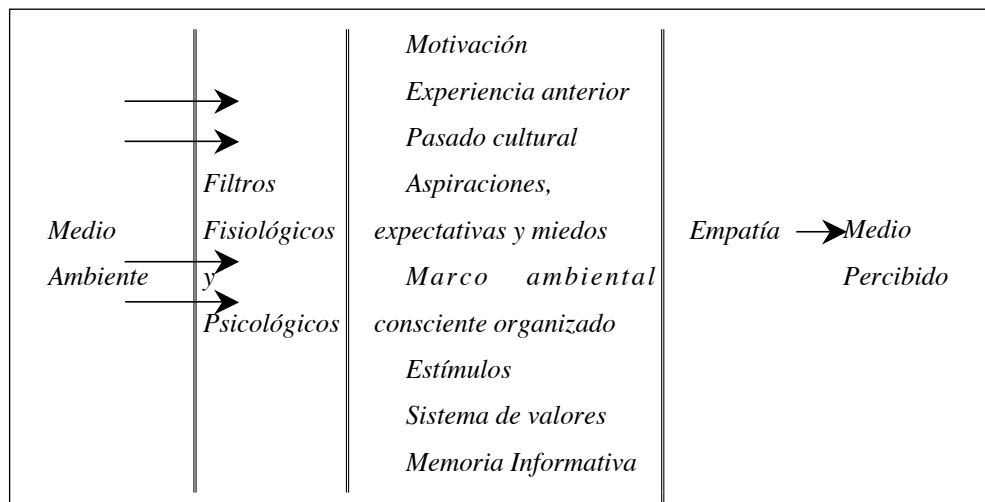 Medio
Ambiente
Filtros
Fisiológicos
y
Psicológicos
Motivación
Experiencia anterior
Pasado cultural
Aspiraciones,
expectativas y miedos
Marco ambiental
consciente organizado
Estímulos
Sistema de valores
Memoria Informativa
Empatía
Medio
Percibido